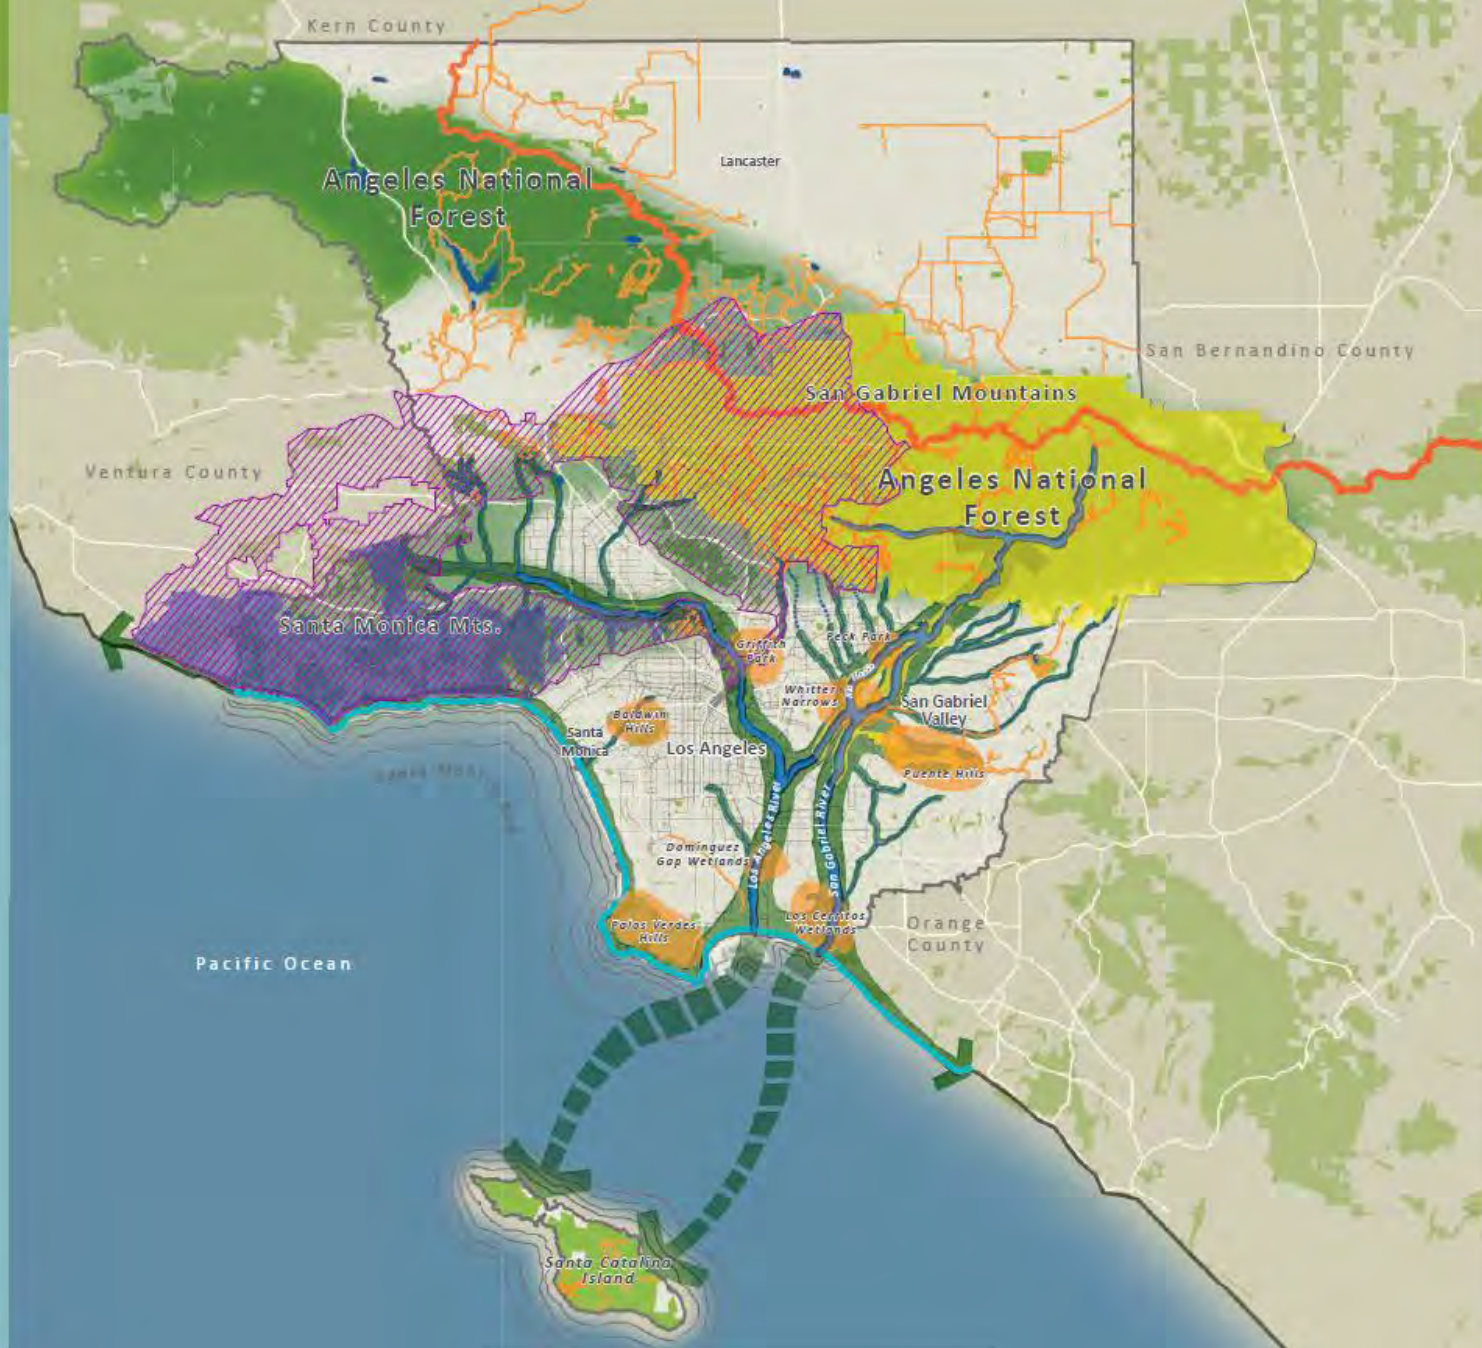 Kern County
Lancaster
Angeles National
Forest
San Bernandino County
San Gabriel Mountains
Ventura County
Angeles National
Forest
Santa Monica Mts.
Griffith
Park
Peck Park
Whitter
Narrows
San Gabriel
Valley
Baldwin
Hills
Santa
Monica
Los Angeles
Puente Hills
Los Angeles River
San Gabriel River
Dominguez
Gap Wetlands
Palos Verdes
Hills
Los Cerritos
Wetlands
Orange
County
Pacific Ocean
Santa Catalina
Island